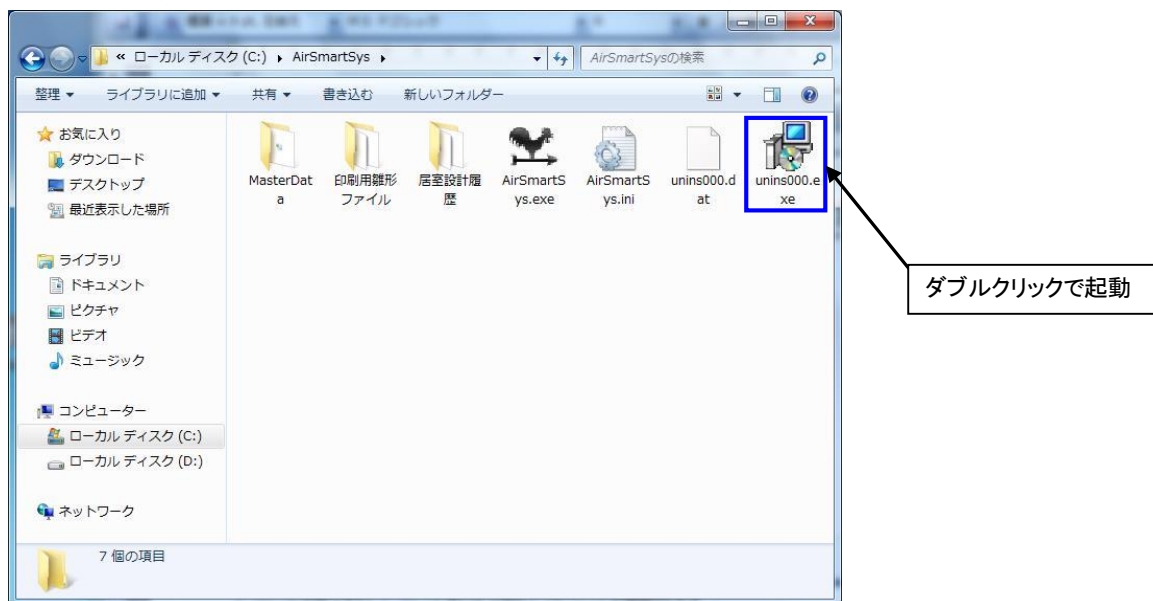 « ローカル ディスク (C:) ▸ AirSmartSys ▸
AirSmartSysの検索
整理 ▼ ライブラリに追加 ▼ 共有 ▼ 書き込む 新しいフォルダー
お気に入り
ダウンロード
デスクトップ
最近表示した場所
ライブラリ
ドキュメント
ピクチャ
ビデオ
ミュージック
コンピューター
ローカル ディスク (C:)
ローカル ディスク (D:)
ネットワーク
MasterDat
a
印刷用雛形
ファイル
居室設計履
歴
AirSmartS
ys.exe
AirSmartS
ys.ini
unins000.d
at
unins000.e
xe
ダブルクリックで起動
7 個の項目